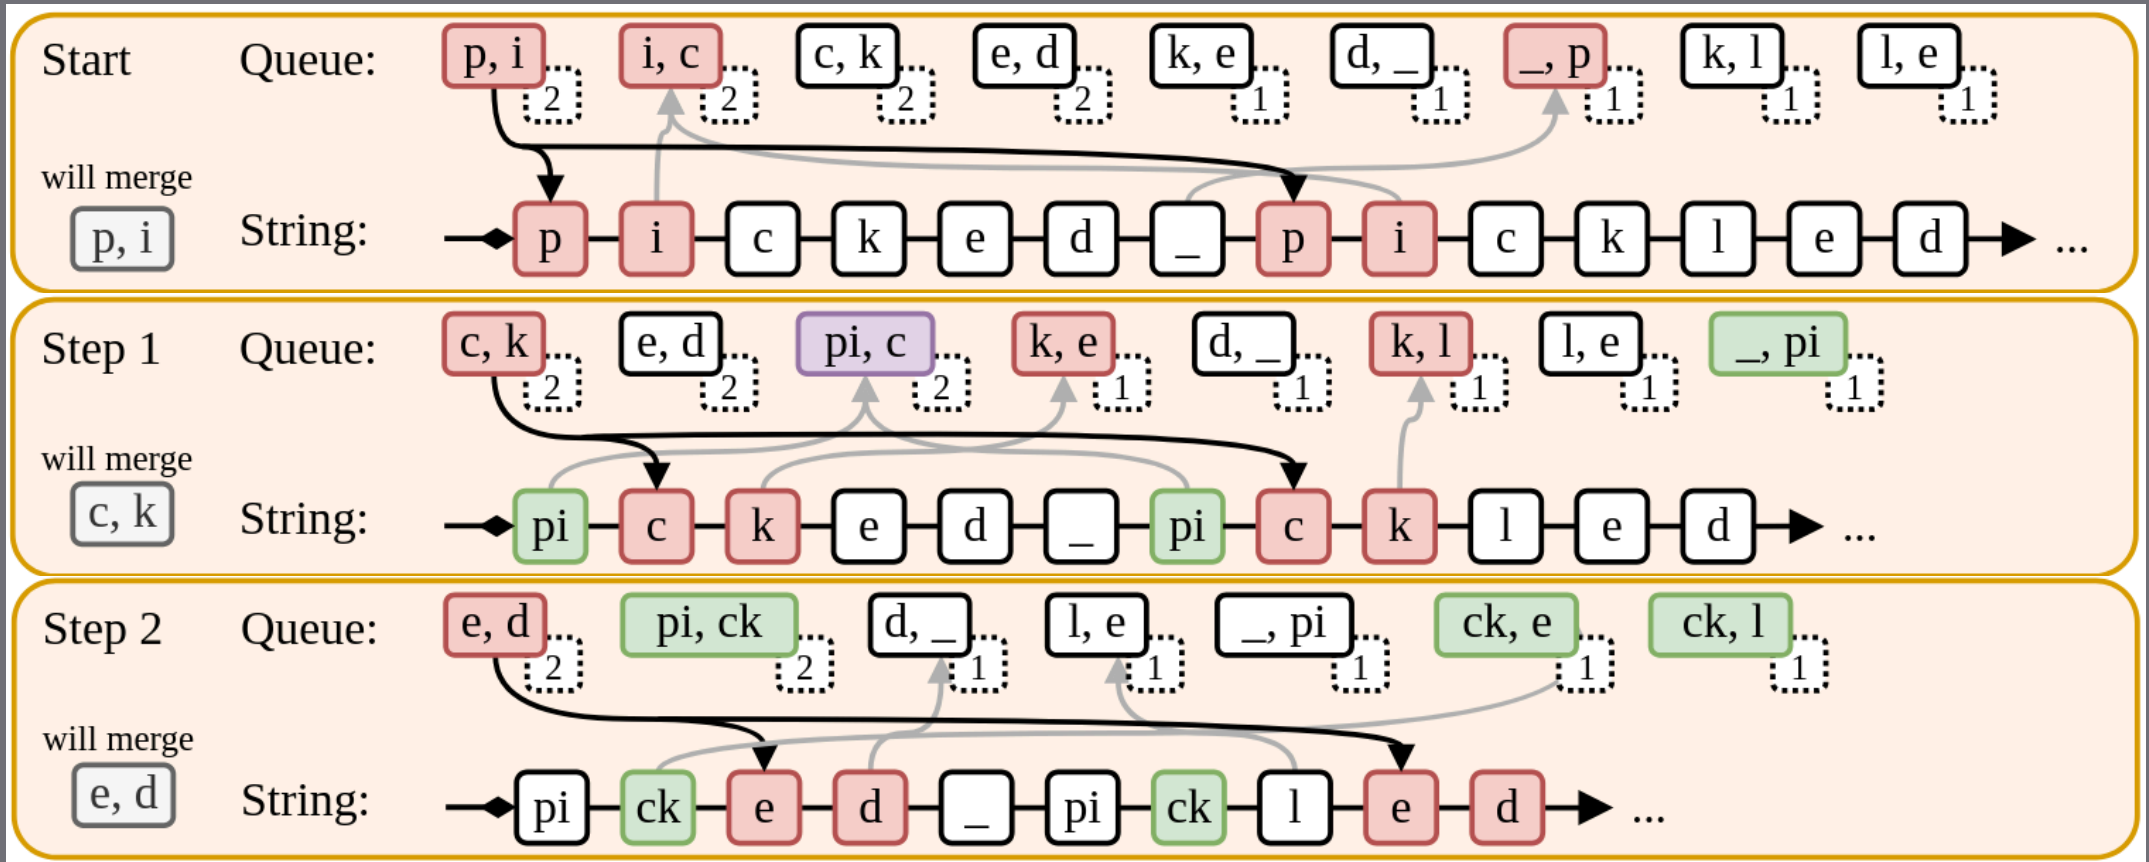 Start Queue: p, i 2 i, c 2 c, k 2 e, d 2 k, e 1 d, _ 1 _, p 1 k, l 1 l, e 1
will merge
p, i String: p i c k e d _ p i c k l e d ...
Step 1 Queue: c, k 2 e, d 2 pi, c 2 k, e 1 d, _ 1 k, l 1 l, e 1 _, pi 1
will merge
c, k String: pi c k e d _ pi c k l e d ...
Step 2 Queue: e, d 2 pi, ck 2 d, _ 1 l, e 1 _, pi 1 ck, e 1 ck, l 1
will merge
e, d String: pi ck e d _ pi ck l e d ...